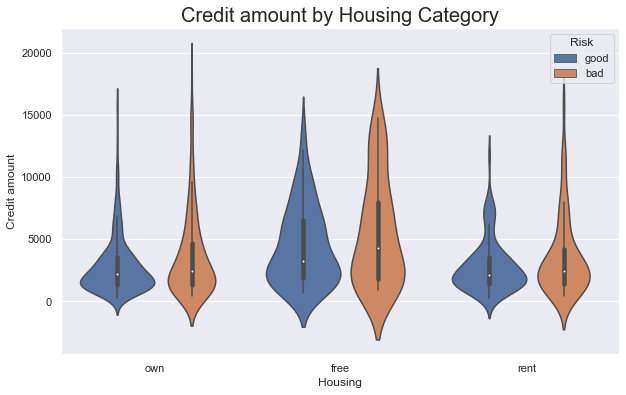 Credit amount by Housing Category
Risk
good
bad
20000
15000
10000
5000
0
Credit amount
own
free
rent
Housing